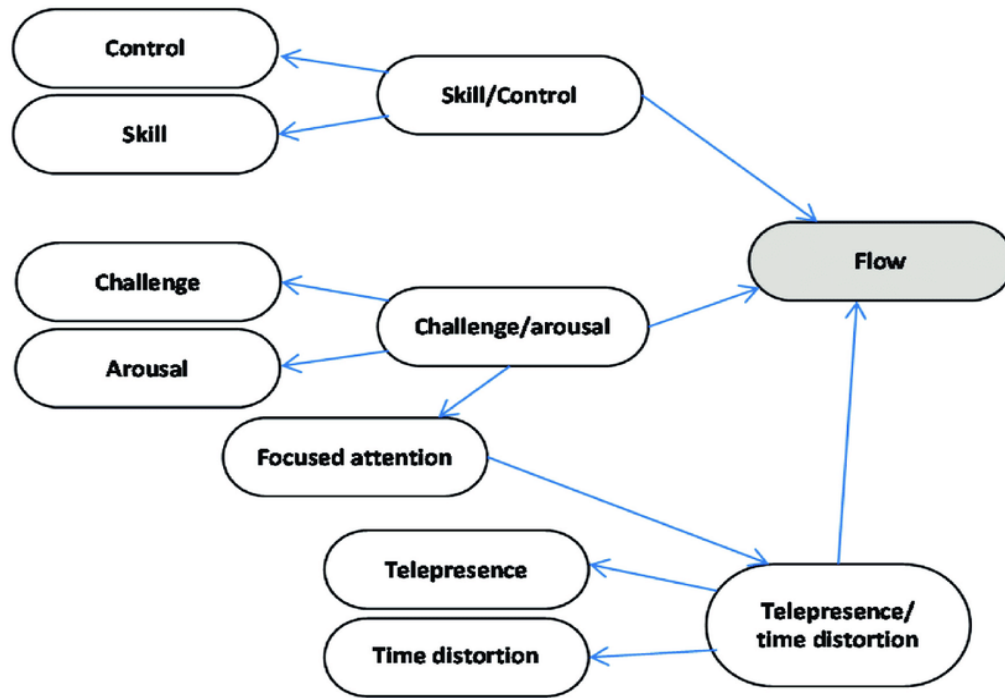 Control
Skill/Control
Skill
Flow
Challenge
Challenge/arousal
Arousal
Focused attention
Telepresence
Telepresence/
time distortion
Time distortion